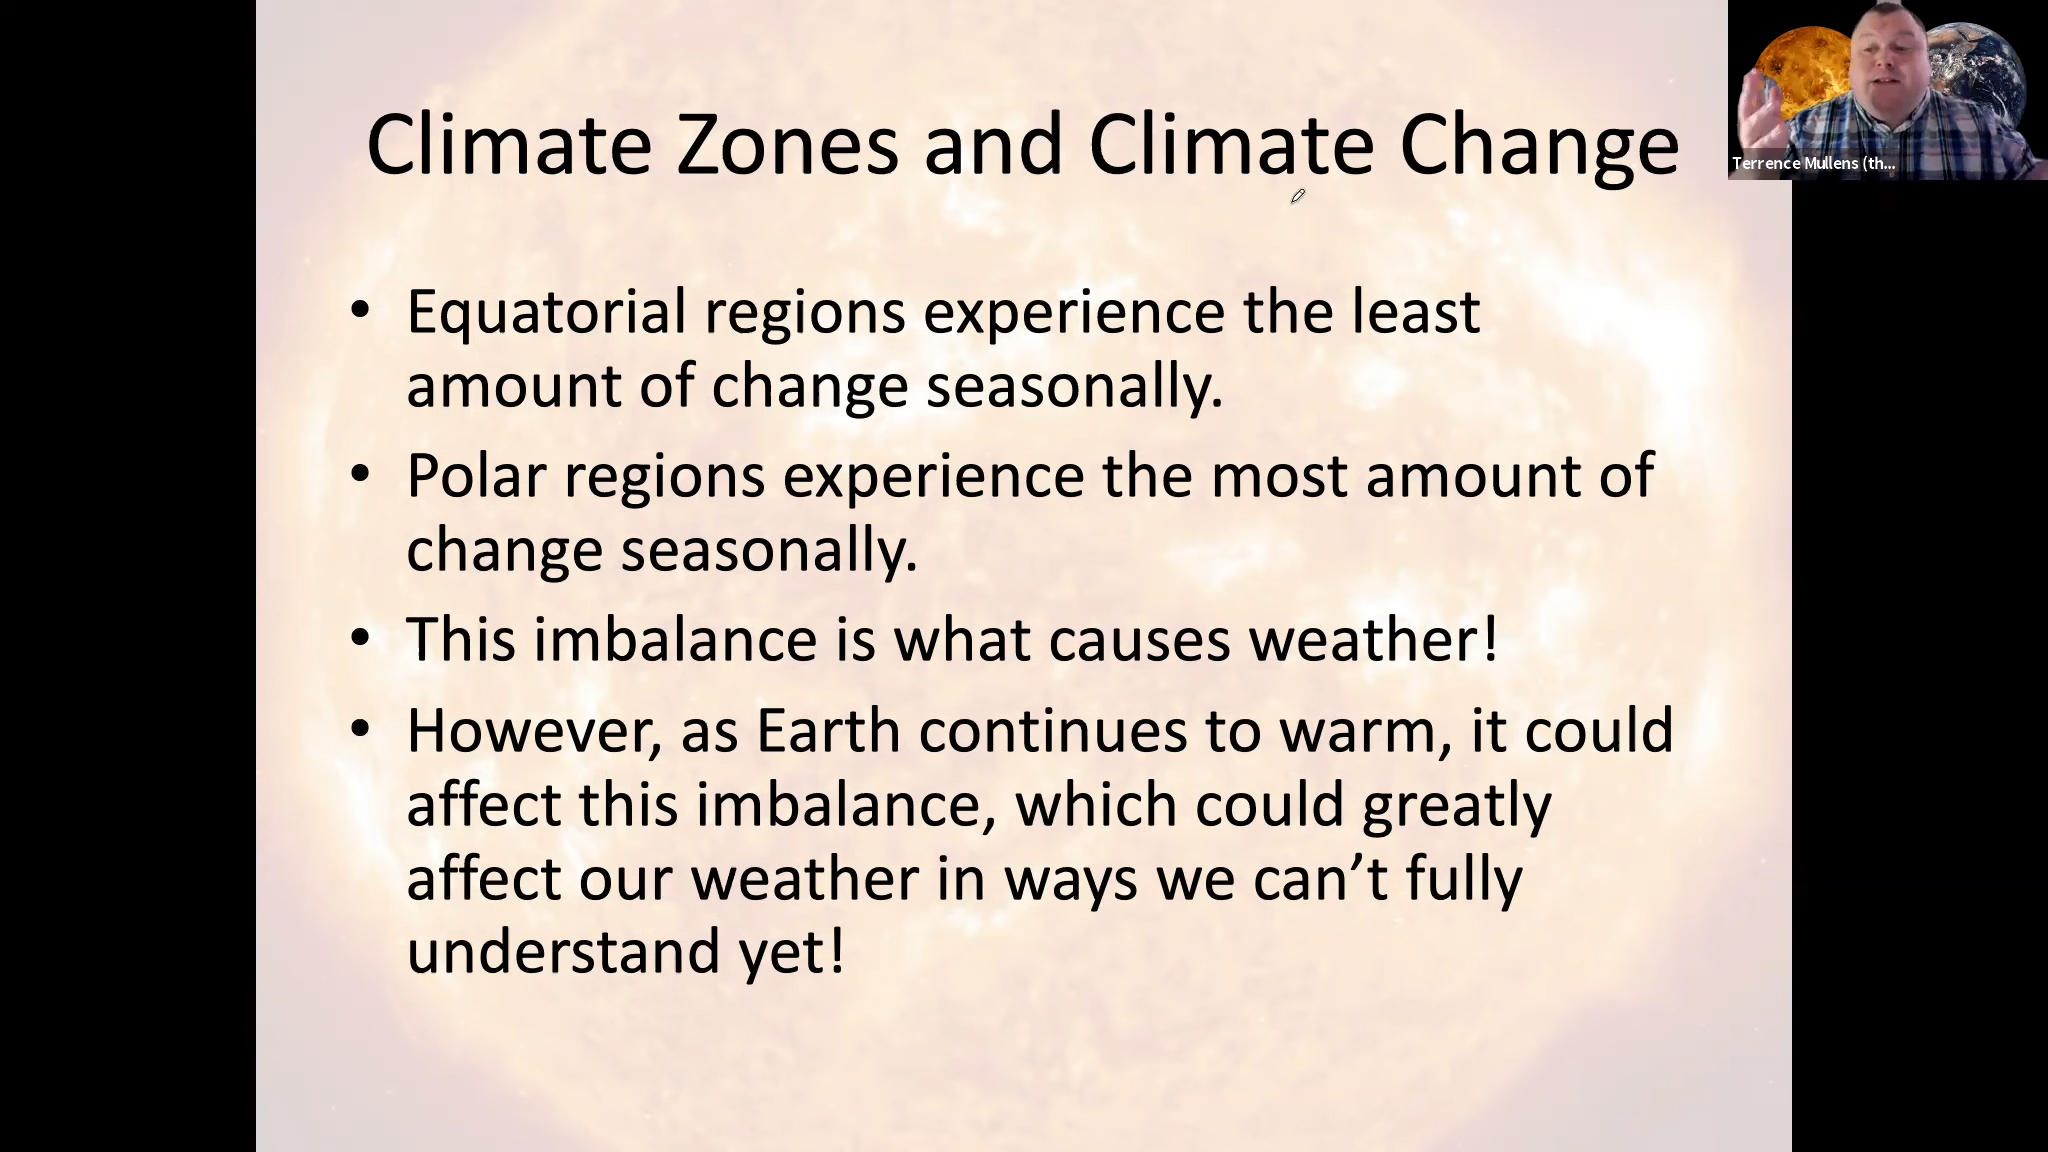 Climate Zones and Climate Change
Terrence Mullens (th...
• Equatorial regions experience the least
amount of change seasonally.
• Polar regions experience the most amount of
change seasonally.
• This imbalance is what causes weather!
• However, as Earth continues to warm, it could
affect this imbalance, which could greatly
affect our weather in ways we can’t fully
understand yet!